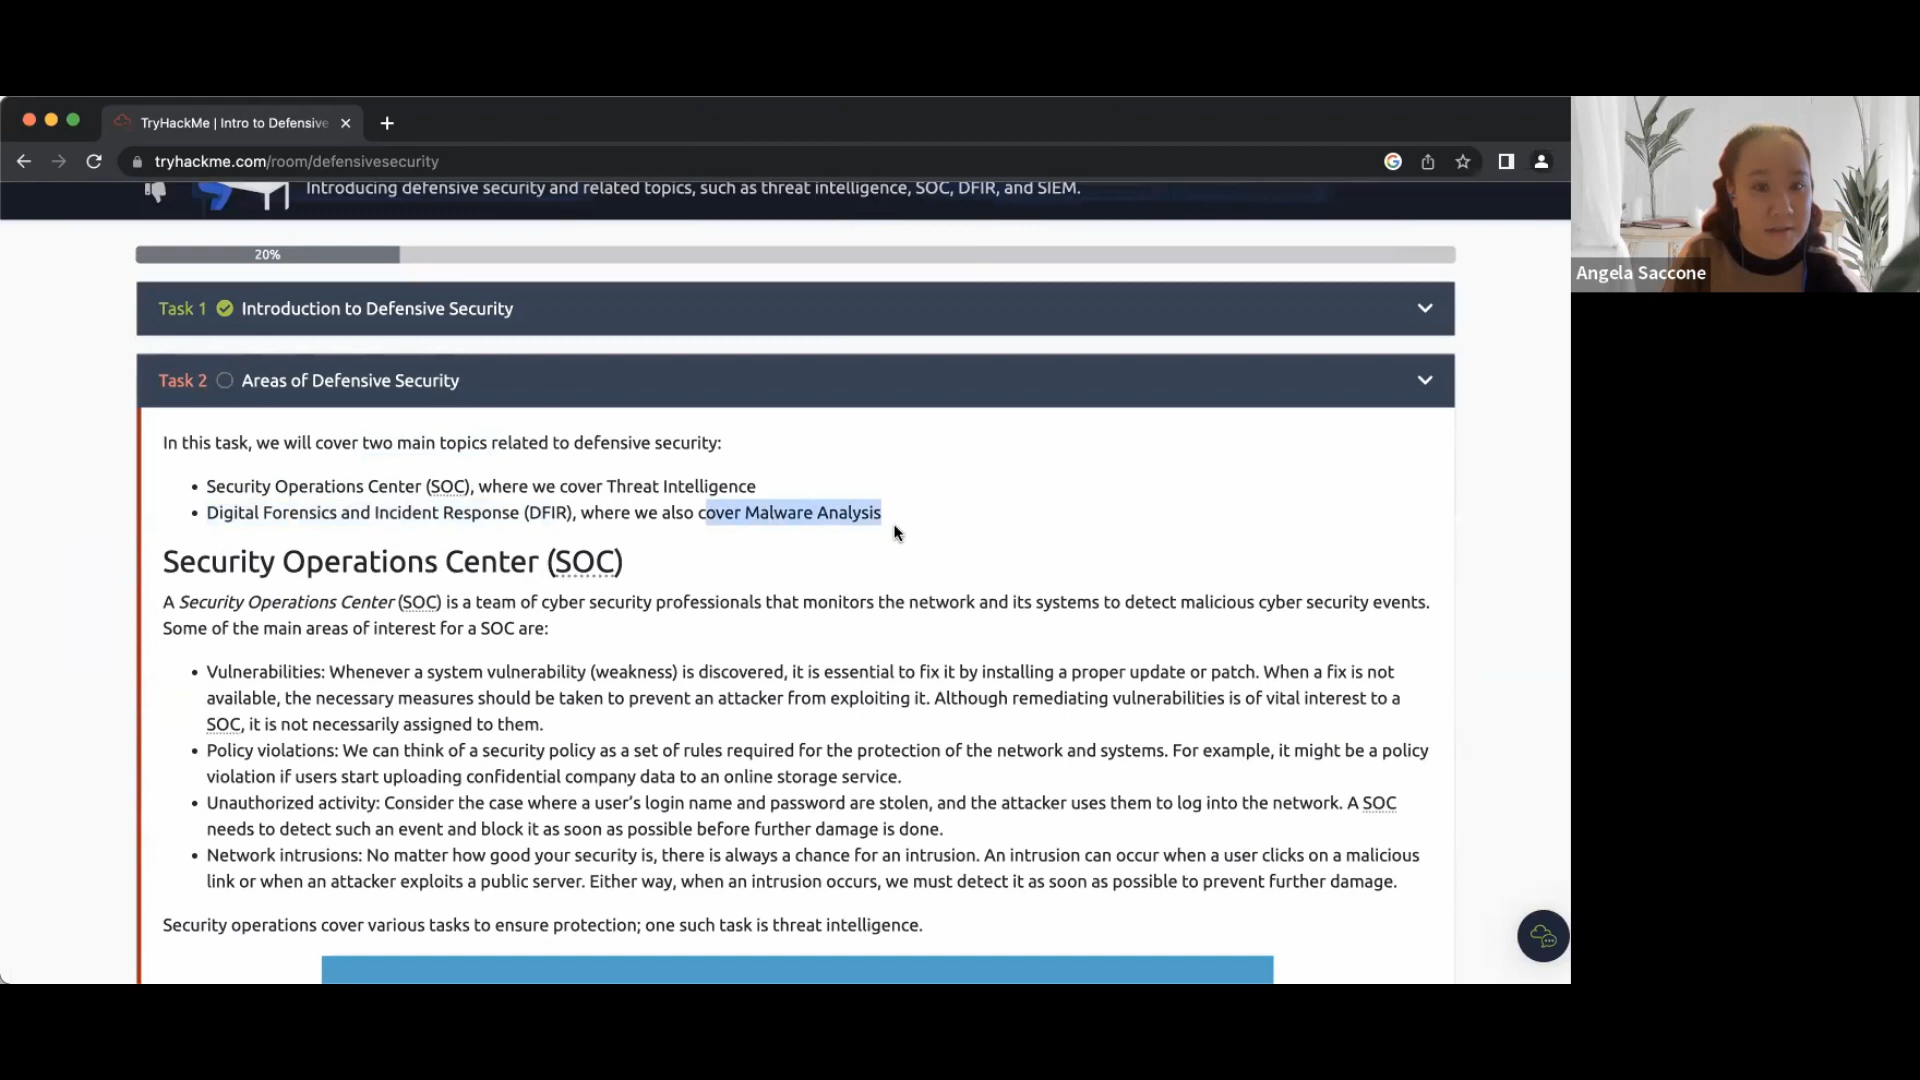 TryHackMe | Intro to Defensive
tryhackme.com/room/defensivesecurity
Introducing defensive security and related topics, such as threat intelligence, SOC, DFIR, and SIEM.
20%
Task 1 Introduction to Defensive Security
Task 2 Areas of Defensive Security
In this task, we will cover two main topics related to defensive security:
• Security Operations Center (SOC), where we cover Threat Intelligence
• Digital Forensics and Incident Response (DFIR), where we also cover Malware Analysis
Security Operations Center (SOC)
A Security Operations Center (SOC) is a team of cyber security professionals that monitors the network and its systems to detect malicious cyber security events.
Some of the main areas of interest for a SOC are:
• Vulnerabilities: Whenever a system vulnerability (weakness) is discovered, it is essential to fix it by installing a proper update or patch. When a fix is not
available, the necessary measures should be taken to prevent an attacker from exploiting it. Although remediating vulnerabilities is of vital interest to a
SOC, it is not necessarily assigned to them.
• Policy violations: We can think of a security policy as a set of rules required for the protection of the network and systems. For example, it might be a policy
violation if users start uploading confidential company data to an online storage service.
• Unauthorized activity: Consider the case where a user’s login name and password are stolen, and the attacker uses them to log into the network. A SOC
needs to detect such an event and block it as soon as possible before further damage is done.
• Network intrusions: No matter how good your security is, there is always a chance for an intrusion. An intrusion can occur when a user clicks on a malicious
link or when an attacker exploits a public server. Either way, when an intrusion occurs, we must detect it as soon as possible to prevent further damage.
Security operations cover various tasks to ensure protection; one such task is threat intelligence.
Angela Saccone